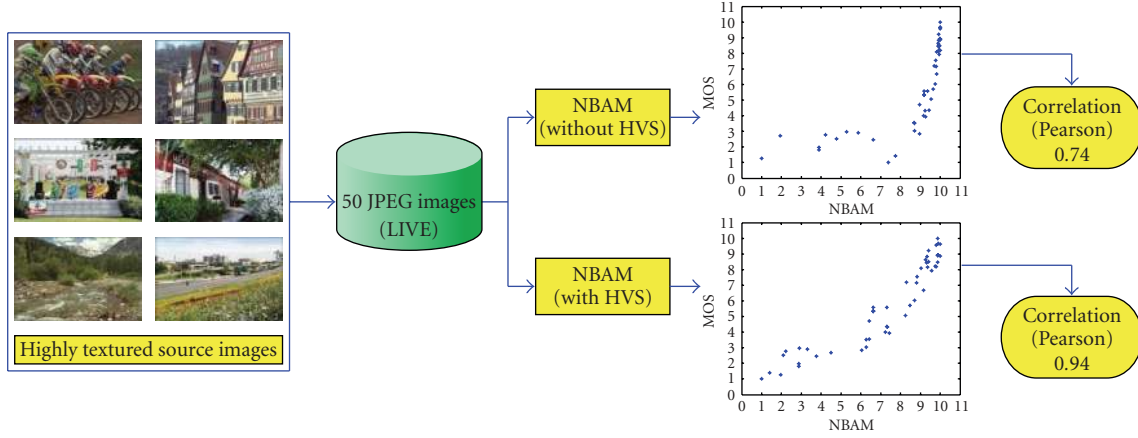 Highly textured source images
50 JPEG images
(LIVE)
NBAM
(without HVS)
NBAM
(with HVS)
MOS
11
10
9
8
7
6
5
4
3
2
1
0
0 1 2 3 4 5 6 7 8 9 10 11
NBAM
Correlation
(Pearson)
0.74
MOS
11
10
9
8
7
6
5
4
3
2
1
0
0 1 2 3 4 5 6 7 8 9 10 11
NBAM
Correlation
(Pearson)
0.94